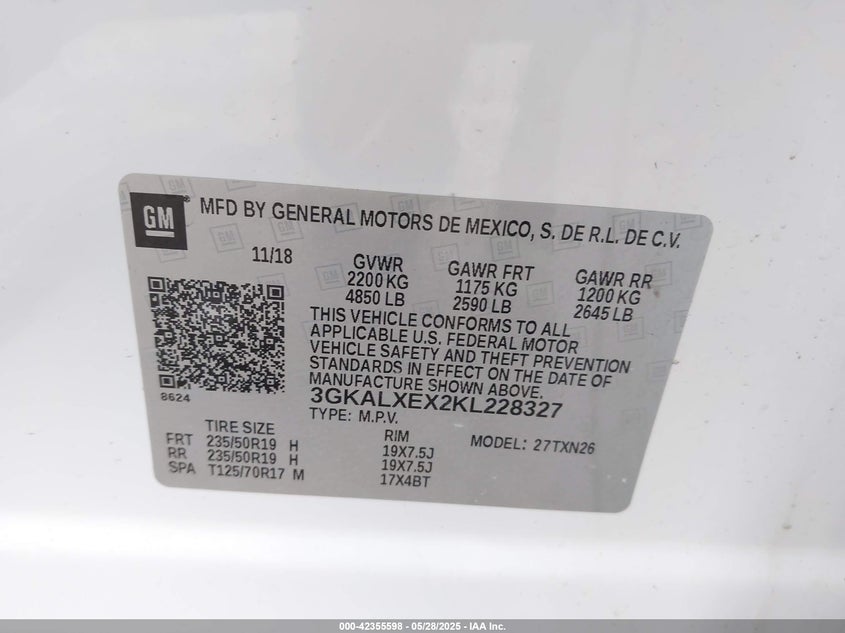 GM ® MFD BY GENERAL MOTORS DE MEXICO, S. DE R.L. DE C.V.
11/18 GVWR GAWR FRT GAWR RR
2200 KG 1175 KG 1200 KG
4850 LB 2590 LB 2645 LB
THIS VEHICLE CONFORMS TO ALL
APPLICABLE U.S. FEDERAL MOTOR
VEHICLE SAFETY AND THEFT PREVENTION
STANDARDS IN EFFECT ON THE DATE OF
MANUFACTURE SHOWN ABOVE.
8624
3GKALXEX2KL228327
TYPE: M.P.V. MODEL: 27TXN26
TIRE SIZE RIM
FRT 235/50R19 H 19X7.5J
RR 235/50R19 H 19X7.5J
SPA T125/70R17 M 17X4BT
000-42355598 - 05/28/2025 - IAA Inc.